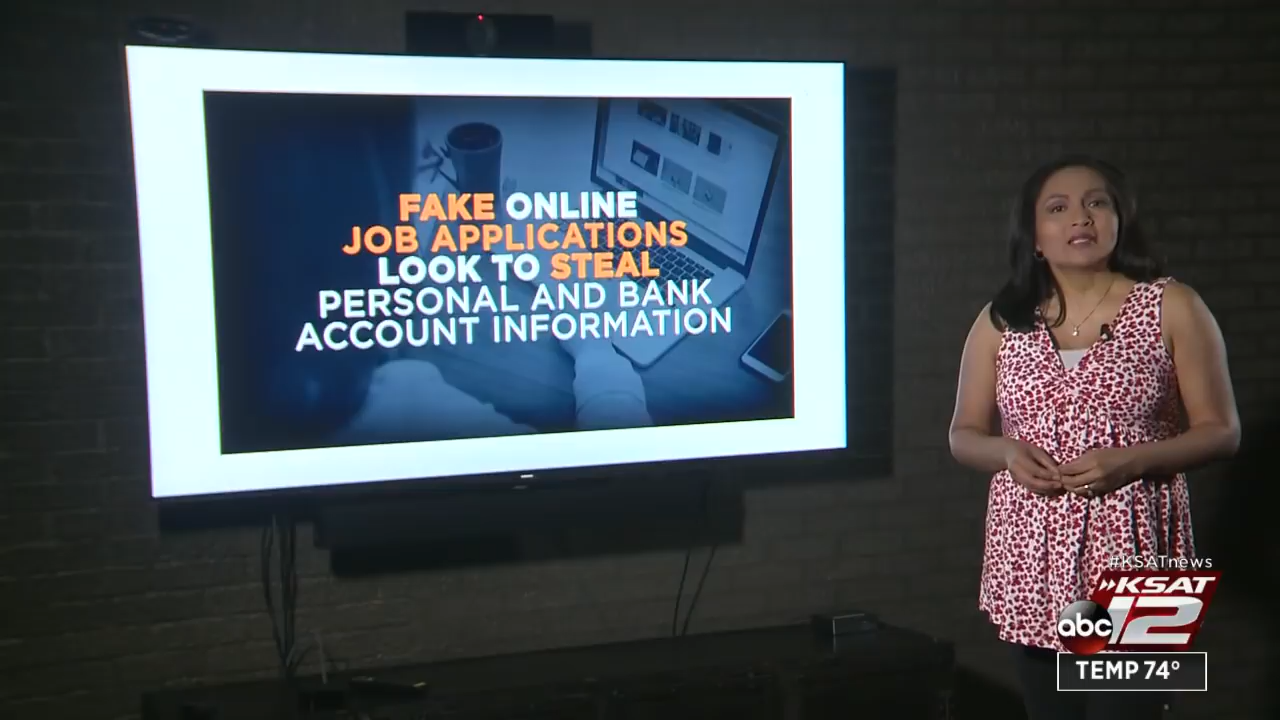 FAKE ONLINE
JOB APPLICATIONS
LOOK TO STEAL
PERSONAL AND BANK
ACCOUNT INFORMATION
#KSATnews
KSAT
abc 12
TEMP 74°